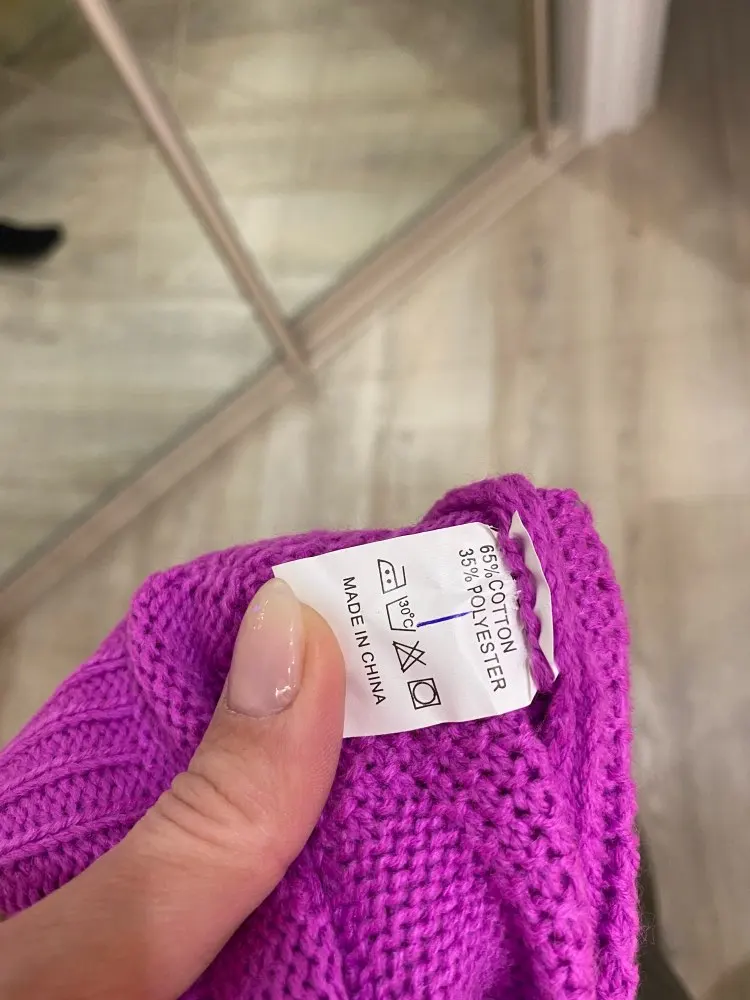 65% COTTON
35% POLYESTER
30°C
MADE IN CHINA